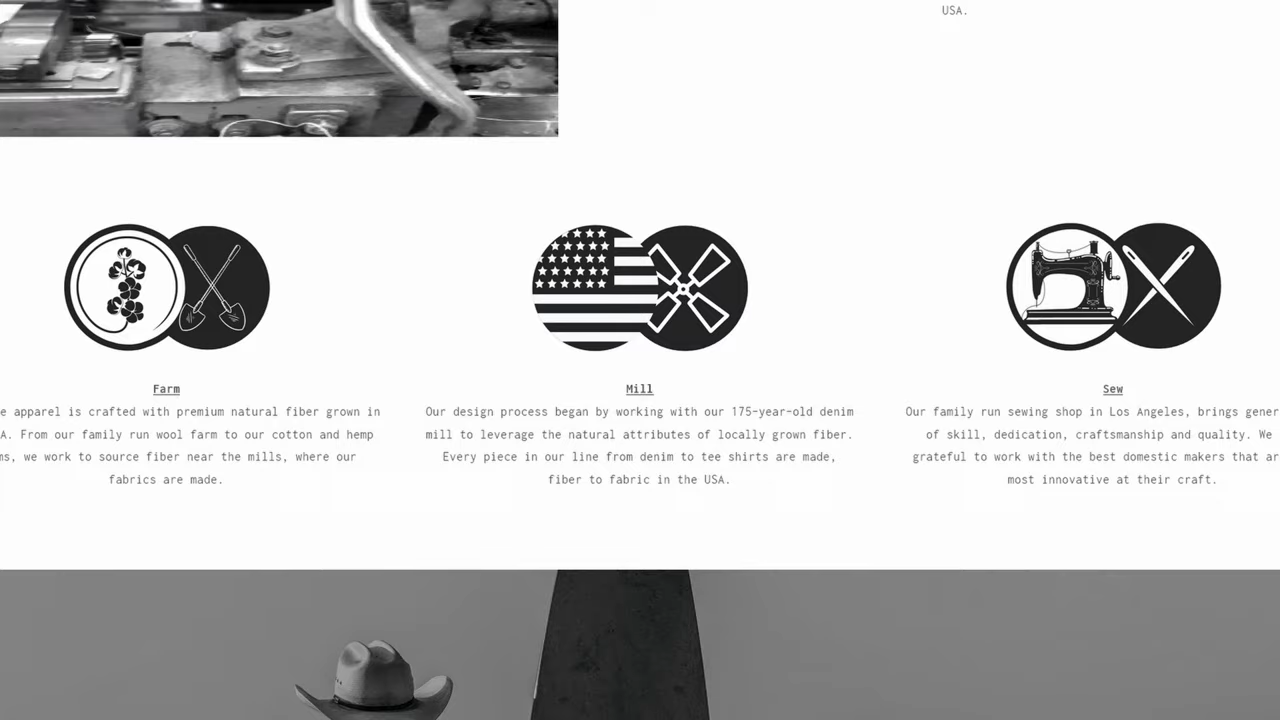 USA.
Farm
e apparel is crafted with premium natural fiber grown in
A. From our family run wool farm to our cotton and hemp
ms, we work to source fiber near the mills, where our
fabrics are made.
Mill
Our design process began by working with our 175-year-old denim
mill to leverage the natural attributes of locally grown fiber.
Every piece in our line from denim to tee shirts are made,
fiber to fabric in the USA.
Sew
Our family run sewing shop in Los Angeles, brings gener
of skill, dedication, craftsmanship and quality. We
grateful to work with the best domestic makers that ar
most innovative at their craft.